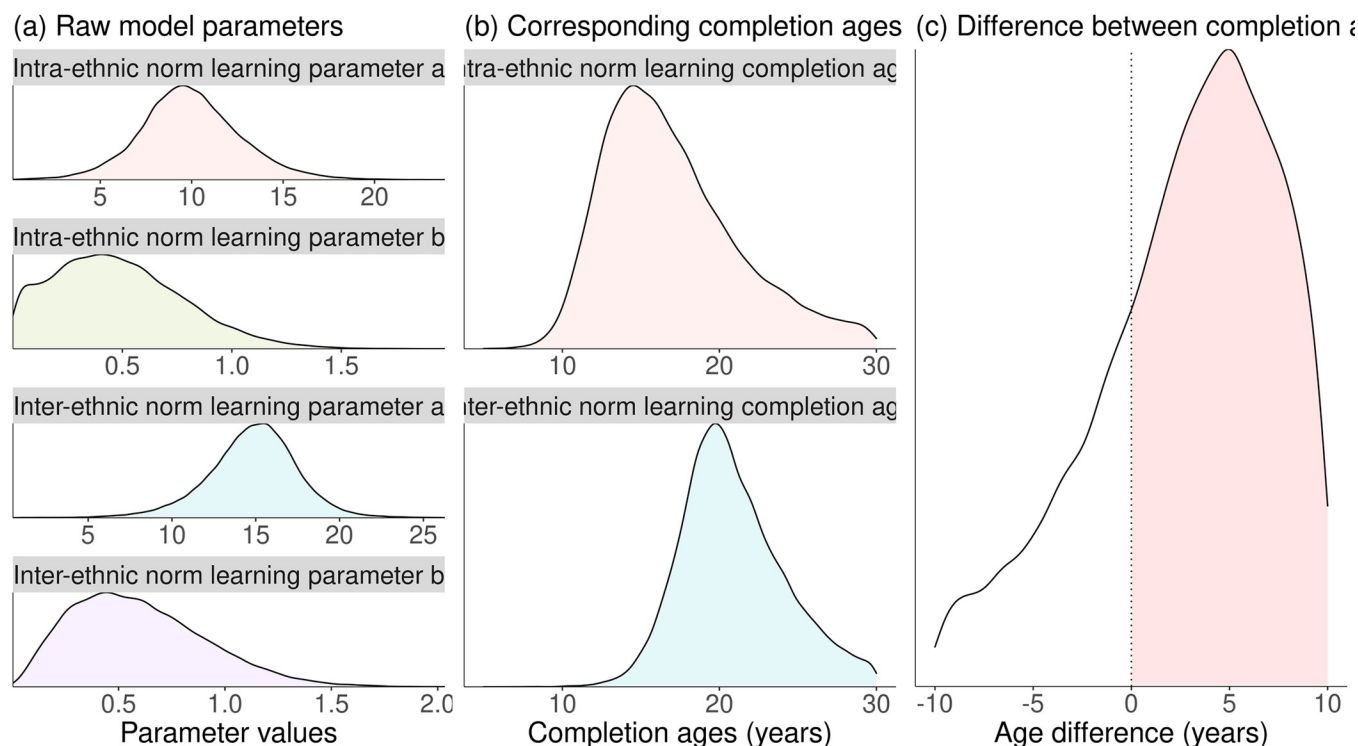 (a) Raw model parameters
Intra-ethnic norm learning parameter a
5 10 15 20
Intra-ethnic norm learning parameter b
0.5 1.0 1.5
Inter-ethnic norm learning parameter a
5 10 15 20 25
Inter-ethnic norm learning parameter b
0.5 1.0 1.5 2.0
Parameter values
(b) Corresponding completion ages
ntra-ethnic norm learning completion ag
10 20 30
nter-ethnic norm learning completion ag
10 20 30
Completion ages (years)
(c) Difference between completion a
-10 -5 0 5 10
Age difference (years)